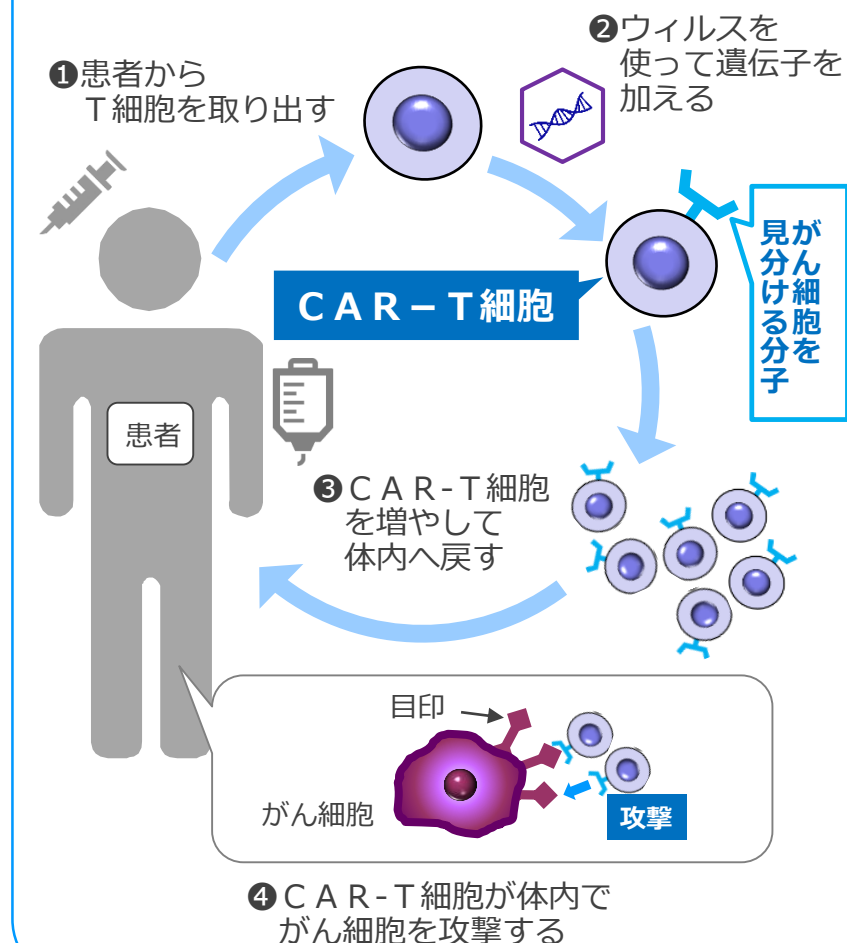 ❶患者から
Ｔ細胞を取り出す
❷ウィルスを
使って遺伝子を
加える
ＣＡＲ－Ｔ細胞
がん細胞を
見分ける分子
患者
❸ＣＡＲ-Ｔ細胞
を増やして
体内へ戻す
目印
がん細胞
攻撃
❹ＣＡＲ-Ｔ細胞が体内で
がん細胞を攻撃する